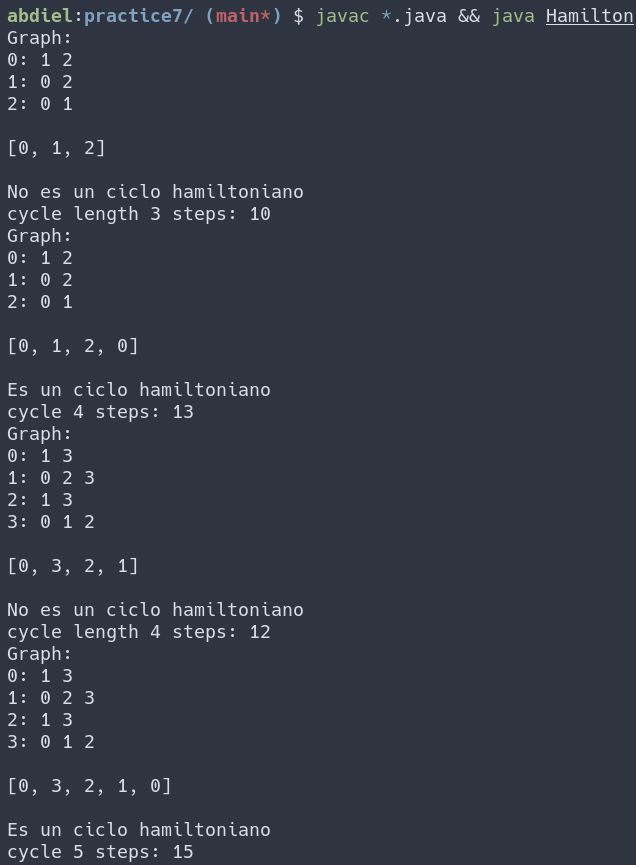 abdiel:practice7/ (main*) $ javac *.java && java Hamilton
Graph:
0: 1 2
1: 0 2
2: 0 1
[0, 1, 2]
No es un ciclo hamiltoniano
cycle length 3 steps: 10
Graph:
0: 1 2
1: 0 2
2: 0 1
[0, 1, 2, 0]
Es un ciclo hamiltoniano
cycle 4 steps: 13
Graph:
0: 1 3
1: 0 2 3
2: 1 3
3: 0 1 2
[0, 3, 2, 1]
No es un ciclo hamiltoniano
cycle length 4 steps: 12
Graph:
0: 1 3
1: 0 2 3
2: 1 3
3: 0 1 2
[0, 3, 2, 1, 0]
Es un ciclo hamiltoniano
cycle 5 steps: 15